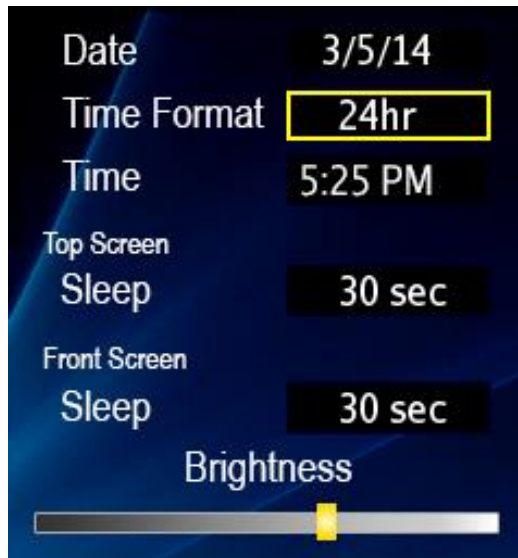 Date 3/5/14
Time Format 24hr
Time 5:25 PM
Top Screen
Sleep 30 sec
Front Screen
Sleep 30 sec
Brightness